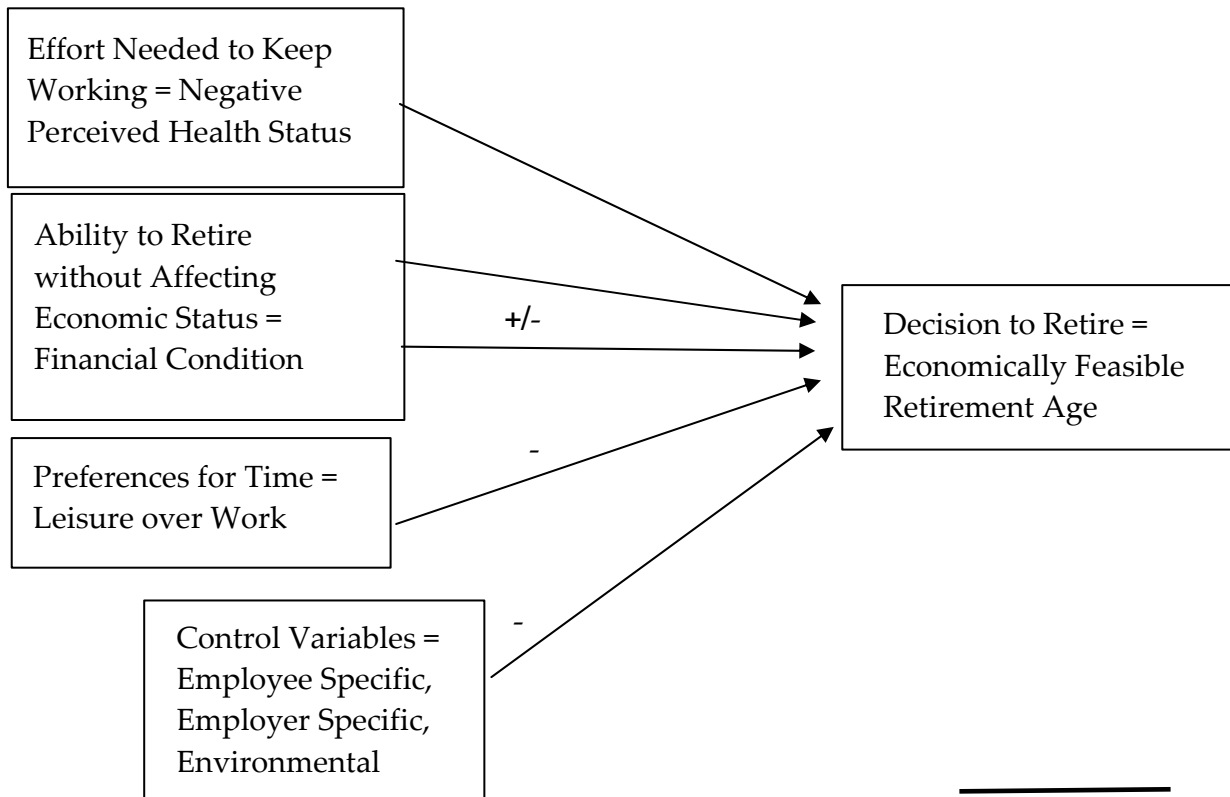 Effort Needed to Keep
Working = Negative
Perceived Health Status
Ability to Retire
without Affecting
Economic Status =
Financial Condition
+/-
Decision to Retire =
Economically Feasible
Retirement Age
Preferences for Time =
Leisure over Work
-
Control Variables =
Employee Specific,
Employer Specific,
Environmental
-